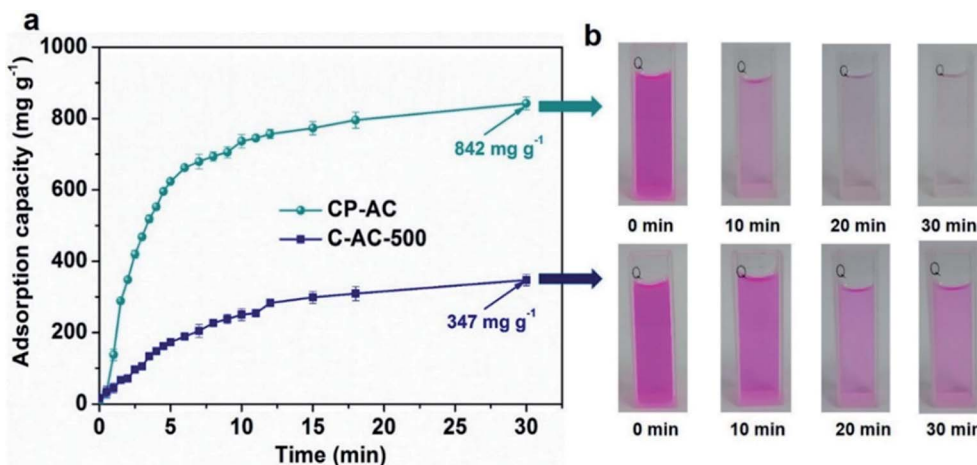 a
1000
800
600
400
200
0
Adsorption capacity (mg g⁻¹)
842 mg g⁻¹
CP-AC
C-AC-500
347 mg g⁻¹
0
5
10
15
20
25
30
Time (min)
b
Q
Q
Q
Q
0 min
10 min
20 min
30 min
Q
Q
Q
Q
0 min
10 min
20 min
30 min